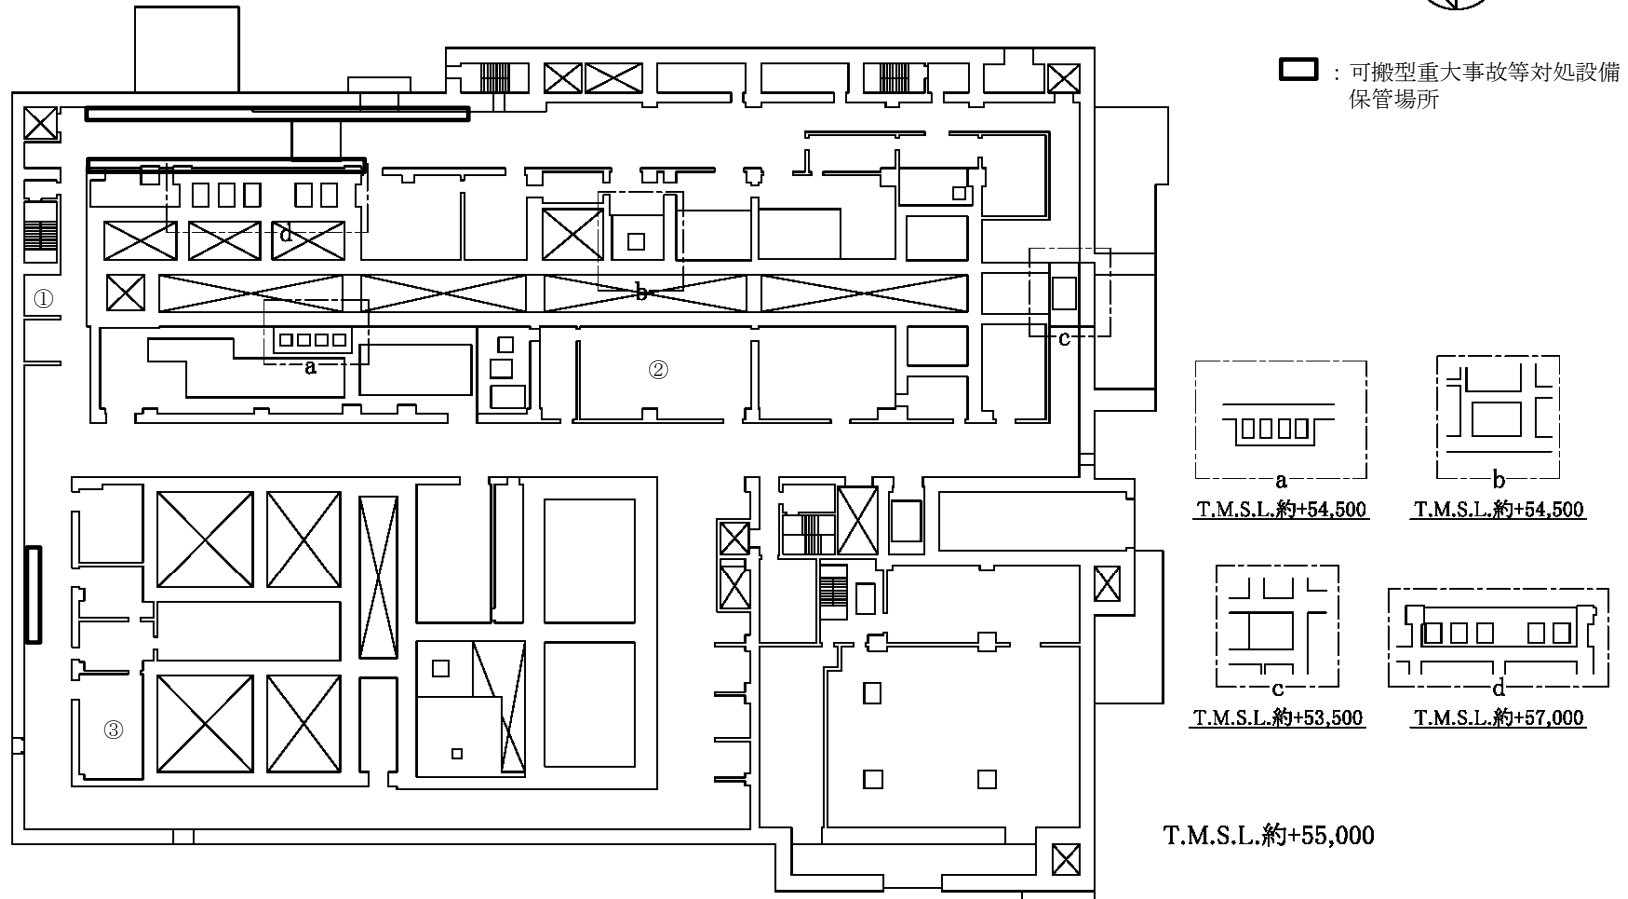 ：可搬型重大事故等対処設備
保管場所
d
①
b
c
a
②
a
T.M.S.L.約+54,500
b
T.M.S.L.約+54,500
c
T.M.S.L.約+53,500
d
T.M.S.L.約+57,000
③
T.M.S.L.約+55,000